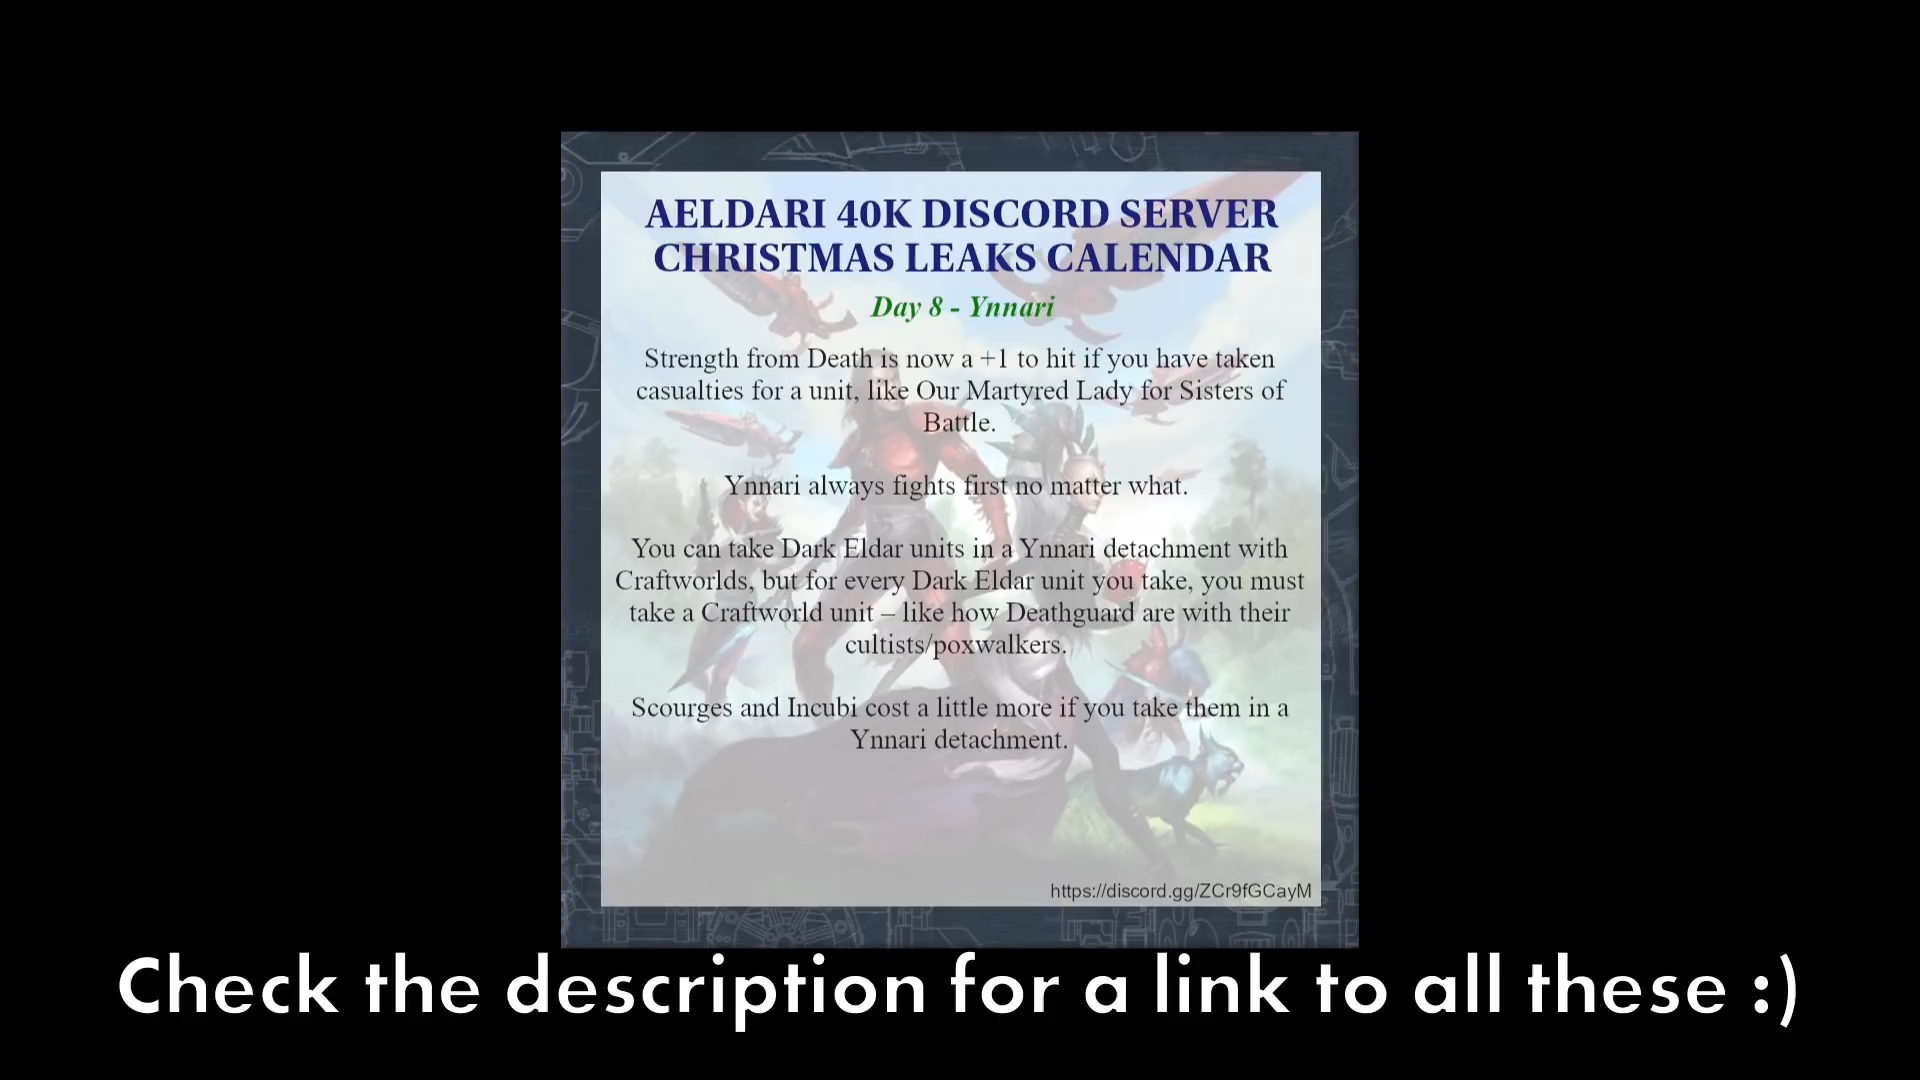 AELDARI 40K DISCORD SERVER
CHRISTMAS LEAKS CALENDAR
Day 8 - Ynnari
Strength from Death is now a +1 to hit if you have taken
casualties for a unit, like Our Martyred Lady for Sisters of
Battle.
Ynnari always fights first no matter what.
You can take Dark Eldar units in a Ynnari detachment with
Craftworlds, but for every Dark Eldar unit you take, you must
take a Craftworld unit – like how Deathguard are with their
cultists/poxwalkers.
Scourges and Incubi cost a little more if you take them in a
Ynnari detachment.
https://discord.gg/ZCr9fGCayM
Check the description for a link to all these :)